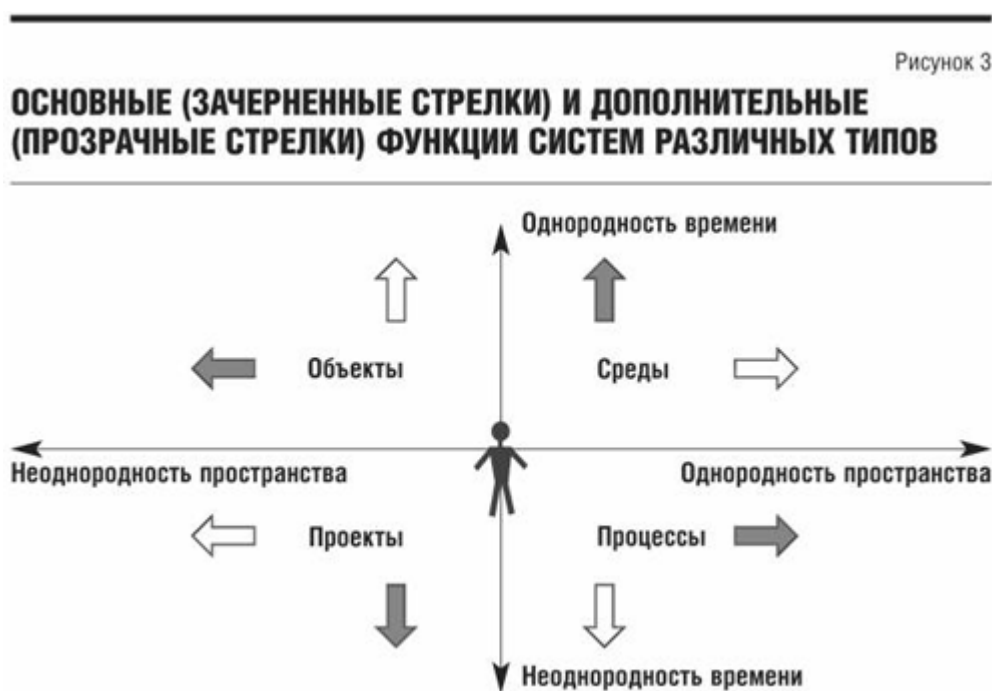 Рисунок 3
ОСНОВНЫЕ (ЗАЧЕРНЕННЫЕ СТРЕЛКИ) И ДОПОЛНИТЕЛЬНЫЕ
(ПРОЗРАЧНЫЕ СТРЕЛКИ) ФУНКЦИИ СИСТЕМ РАЗЛИЧНЫХ ТИПОВ
Однородность времени
Объекты
Среды
Неоднородность пространства
Однородность пространства
Проекты
Процессы
Неоднородность времени